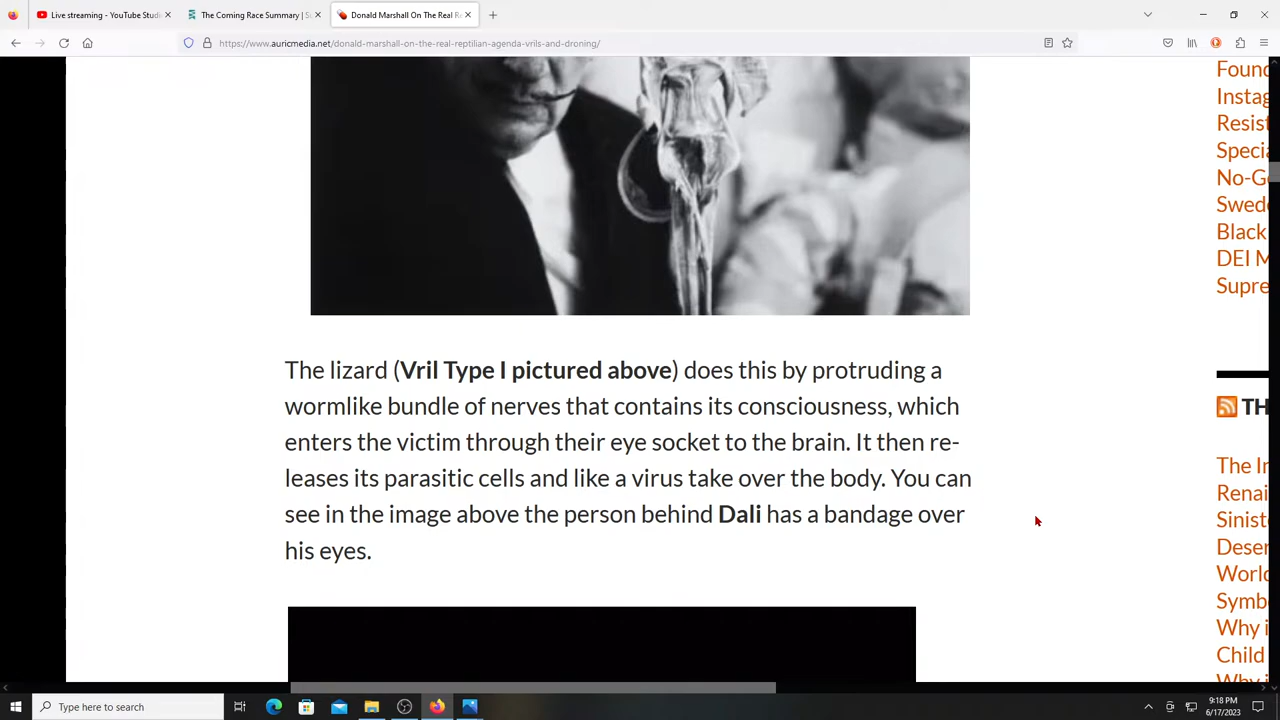 Live streaming - YouTube Studi
The Coming Race Summary | S
Donald Marshall On The Real R
https://www.auricmedia.net/donald-marshall-on-the-real-reptilian-agenda-vrils-and-droning/
The lizard (Vril Type I pictured above) does this by protruding a
wormlike bundle of nerves that contains its consciousness, which
enters the victim through their eye socket to the brain. It then re-
leases its parasitic cells and like a virus take over the body. You can
see in the image above the person behind Dali has a bandage over
his eyes.
Found
Instag
Resist
Specia
No-G
Swed
Black
DEI M
Supre
TH
The Ir
Renai
Sinist
Deser
World
Symb
Why i
Child
Why i
Type here to search
9:18 PM
6/17/2023